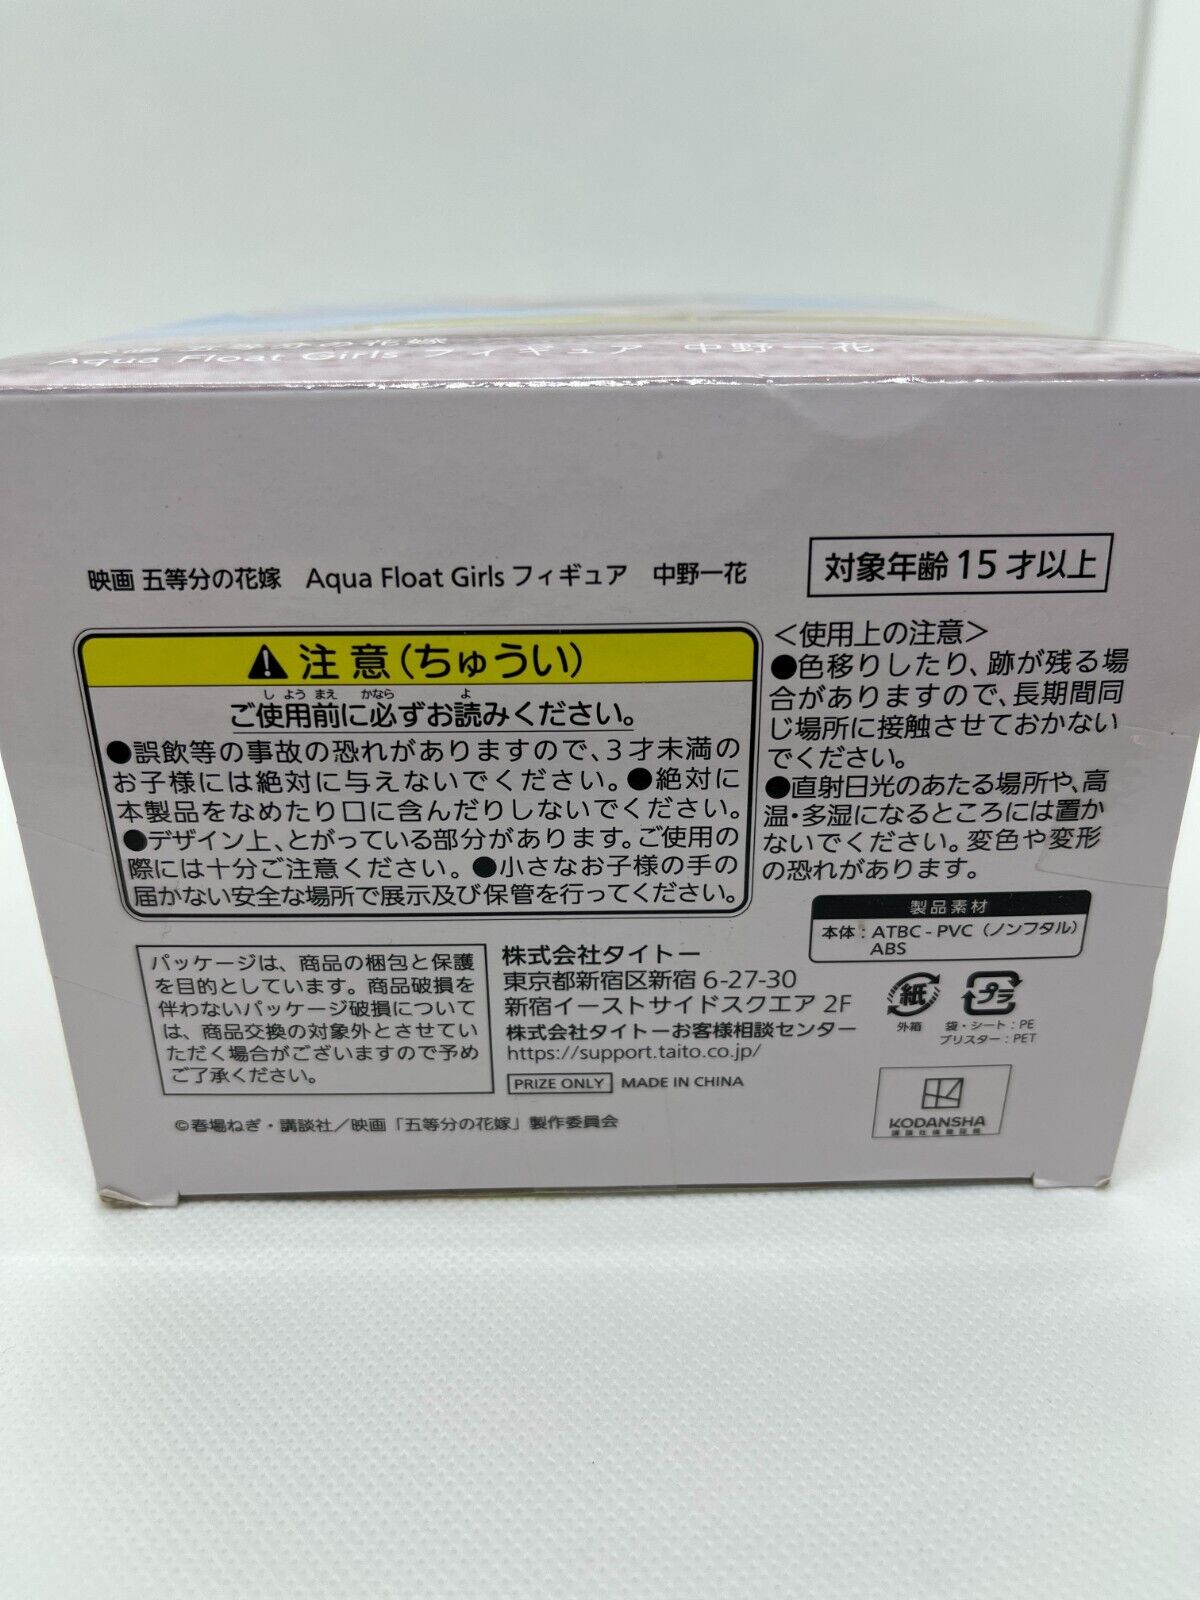 五等分の花嫁
Aqua Float Girls フィギュア 中野一花
映画 五等分の花嫁 Aqua Float Girls フィギュア 中野一花
対象年齢 15 才以上
注意(ちゅうい)
しようまえ かなら よ
ご使用前に必ずお読みください。
●誤飲等の事故の恐れがありますので、3才未満の
お子様には絶対に与えないでください。●絶対に
本製品をなめたり口に含んだりしないでください。
●デザイン上、とがっている部分があります。ご使用の
際には十分ご注意ください。●小さなお子様の手の
届かない安全な場所で展示及び保管を行ってください。
<使用上の注意>
●色移りしたり、跡が残る場
合がありますので、長期間同
じ場所に接触させておかない
でください。
●直射日光のあたる場所や、高
温・多湿になるところには置か
ないでください。変色や変形
の恐れがあります。
製品素材
本体:ATBC-PVC(ノンフタル)
ABS
パッケージは、商品の梱包と保護
を目的としています。商品破損を
伴わないパッケージ破損について
は、商品交換の対象外とさせてい
ただく場合がございますので予め
ご了承ください。
株式会社タイトー
東京都新宿区新宿 6-27-30
新宿イーストサイドスクエア 2F
株式会社タイトーお客様相談センター
https://support.taito.co.jp/
PRIZE ONLY MADE IN CHINA
紙
外箱
プラ
袋・シート:PE
ブリスター:PET
©春場ねぎ・講談社/映画「五等分の花嫁」製作委員会
KODANSHA